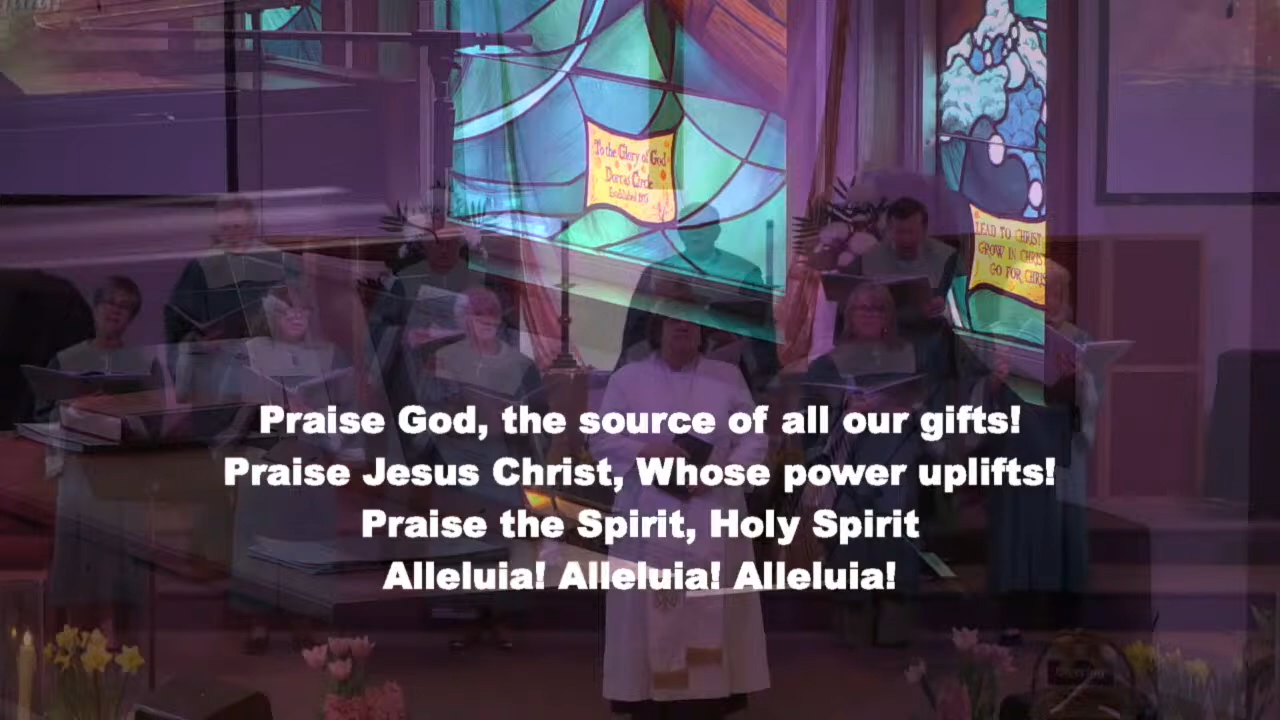 To the Glory of God
Dorcas Circle
Established 1975
LEAD TO CHRIST
GROW IN CHRIST
GO FOR CHRIST
Praise God, the source of all our gifts!
Praise Jesus Christ, Whose power uplifts!
Praise the Spirit, Holy Spirit
Alleluia! Alleluia! Alleluia!